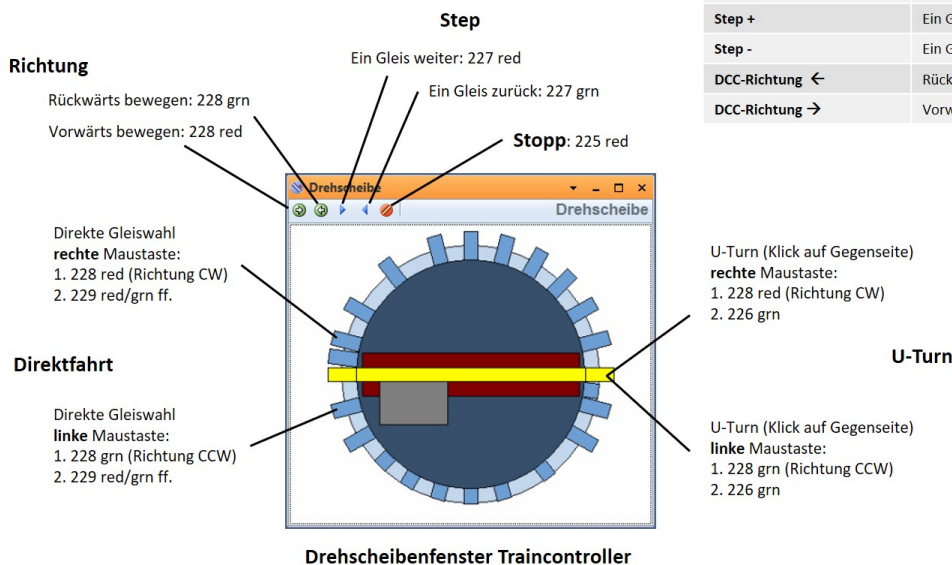 Step
Richtung
Ein Gleis weiter: 227 red
Ein Gleis zurück: 227 grn
Rückwärts bewegen: 228 grn
Vorwärts bewegen: 228 red
Stopp: 225 red
Step +
Ein G
Step -
Ein G
DCC-Richtung ←
Rück
DCC-Richtung →
Vorw
Drehscheibe
Drehscheibe
Direkte Gleiswahl
rechte Maustaste:
1. 228 red (Richtung CW)
2. 229 red/grn ff.
U-Turn (Klick auf Gegenseite)
rechte Maustaste:
1. 228 red (Richtung CW)
2. 226 grn
Direktfahrt
U-Turn
Direkte Gleiswahl
linke Maustaste:
1. 228 grn (Richtung CCW)
2. 229 red/grn ff.
U-Turn (Klick auf Gegenseite)
linke Maustaste:
1. 228 grn (Richtung CCW)
2. 226 grn
Drehscheibenfenster Traincontroller